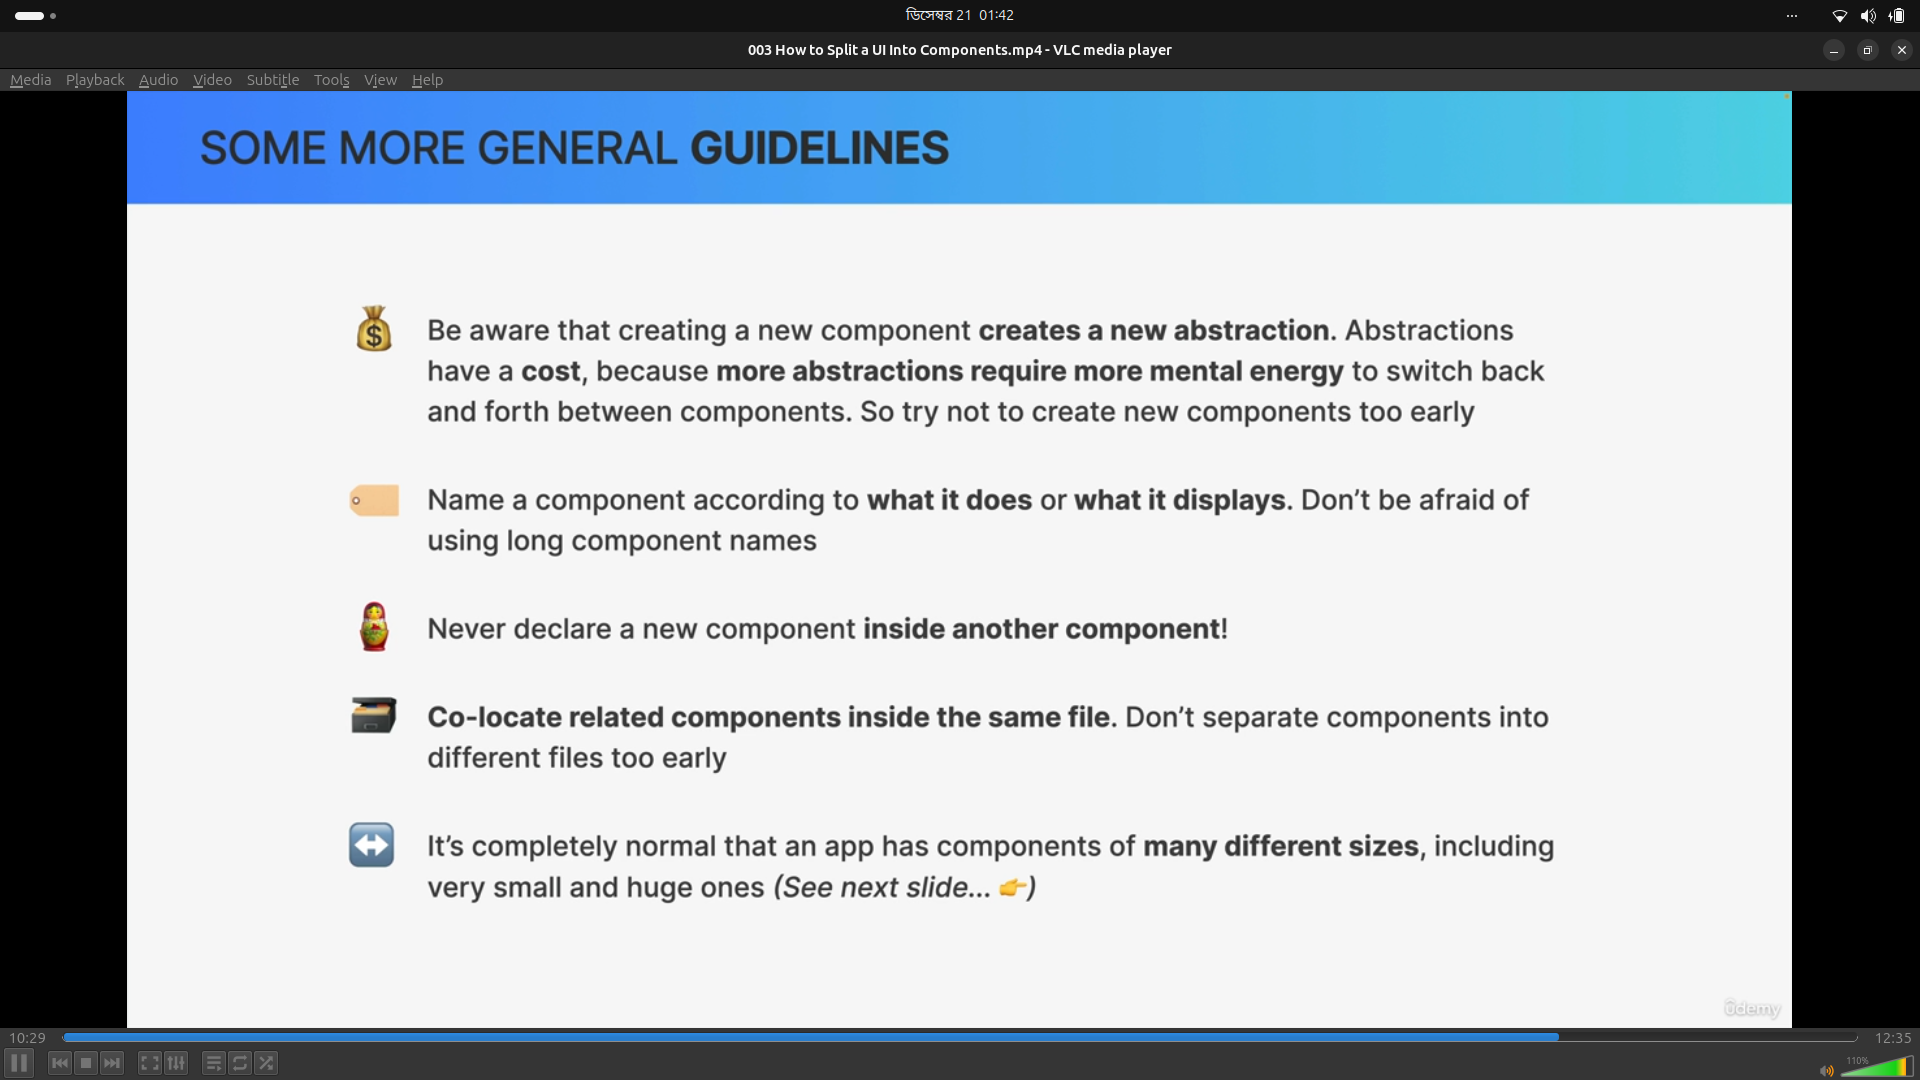 ডিসেম্বর 21 01:42
003 How to Split a UI Into Components.mp4 - VLC media player
Media Playback Audio Video Subtitle Tools View Help
SOME MORE GENERAL GUIDELINES
Be aware that creating a new component creates a new abstraction. Abstractions
have a cost, because more abstractions require more mental energy to switch back
and forth between components. So try not to create new components too early
Name a component according to what it does or what it displays. Don’t be afraid of
using long component names
Never declare a new component inside another component!
Co-locate related components inside the same file. Don’t separate components into
different files too early
It’s completely normal that an app has components of many different sizes, including
very small and huge ones (See next slide... 👉)
ûdemy
10:29 12:35
110%